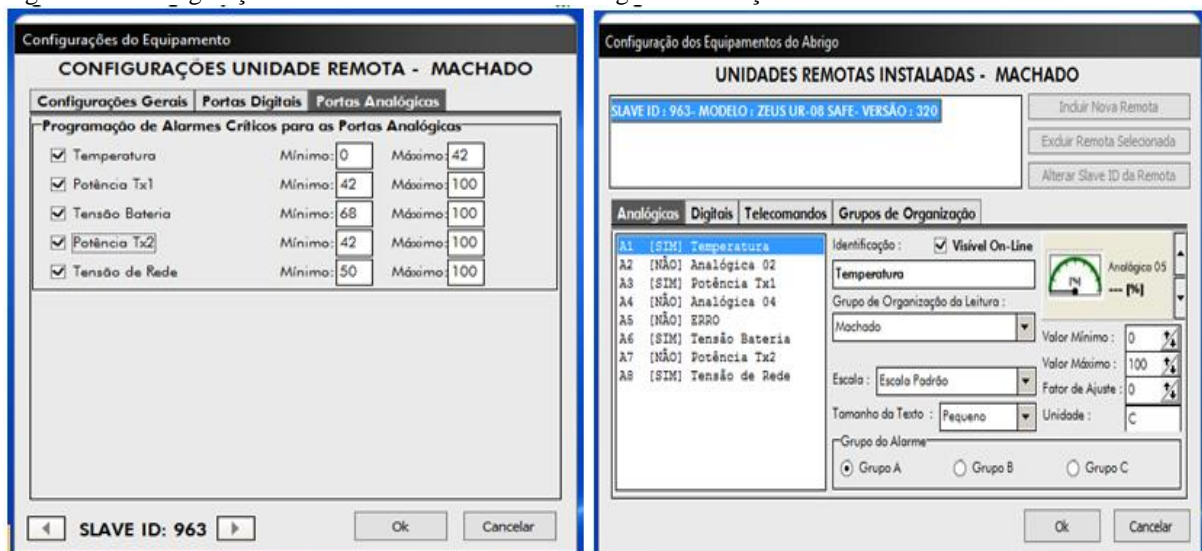 Configurações do Equipamento
CONFIGURAÇÕES UNIDADE REMOTA - MACHADO
Configurações Gerais Portas Digitais Portas Analógicas
Programação de Alarmes Críticos para as Portas Analógicas
Temperatura Mínimo: 0 Máximo: 42
Potência Tx1 Mínimo: 42 Máximo: 100
Tensão Bateria Mínimo: 68 Máximo: 100
Potência Tx2 Mínimo: 42 Máximo: 100
Tensão de Rede Mínimo: 50 Máximo: 100
SLAVE ID: 963
Ok Cancelar
Configuração dos Equipamentos do Abrigo
UNIDADES REMOTAS INSTALADAS - MACHADO
SLAVE ID : 963- MODELO : ZEUS UR-08 SAFE- VERSÃO : 320
Incluir Nova Remota
Excluir Remota Selecionada
Alterar Slave ID da Remota
Analógicas Digitais Telecomandos Grupos de Organização
A1 [SIM] Temperatura
A2 [NÃO] Analógica 02
A3 [SIM] Potência Tx1
A4 [NÃO] Analógica 04
A5 [NÃO] ERRO
A6 [SIM] Tensão Bateria
A7 [NÃO] Potência Tx2
A8 [SIM] Tensão de Rede
Identificação : Visível On-Line
Temperatura
Grupo de Organização da Leitura :
Machado
Escala : Escala Padrão
Tamanho do Texto : Pequeno
Analógica 05
--- [%]
[%]
Valor Mínimo : 0
Valor Máximo : 100
Fator de Ajuste : 0
Unidade : C
Grupo do Alarme
Grupo A Grupo B Grupo C
Ok Cancelar